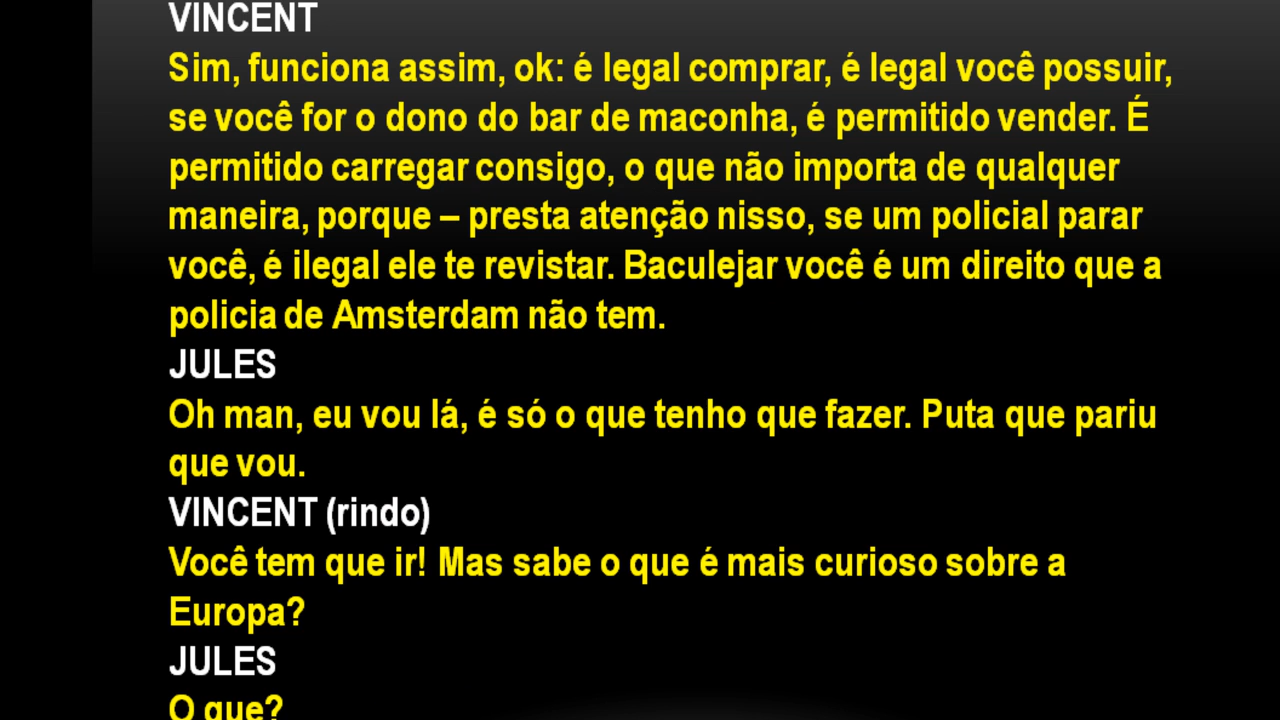 VINCENT
Sim, funciona assim, ok: é legal comprar, é legal você possuir,
se você for o dono do bar de maconha, é permitido vender. É
permitido carregar consigo, o que não importa de qualquer
maneira, porque – presta atenção nisso, se um policial parar
você, é ilegal ele te revistar. Baculejar você é um direito que a
policia de Amsterdam não tem.
JULES
Oh man, eu vou lá, é só o que tenho que fazer. Puta que pariu
que vou.
VINCENT (rindo)
Você tem que ir! Mas sabe o que é mais curioso sobre a
Europa?
JULES
O que?